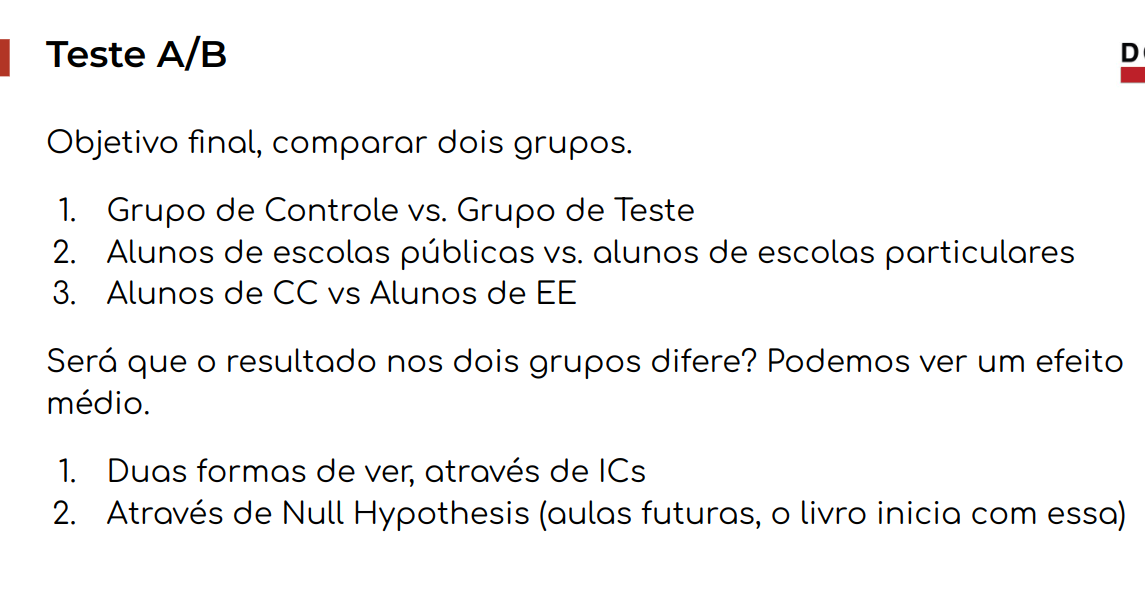 Teste A/B
Objetivo final, comparar dois grupos.
1. Grupo de Controle vs. Grupo de Teste
2. Alunos de escolas públicas vs. alunos de escolas particulares
3. Alunos de CC vs Alunos de EE
Será que o resultado nos dois grupos difere? Podemos ver um efeito
médio.
1. Duas formas de ver, através de ICs
2. Através de Null Hypothesis (aulas futuras, o livro inicia com essa)